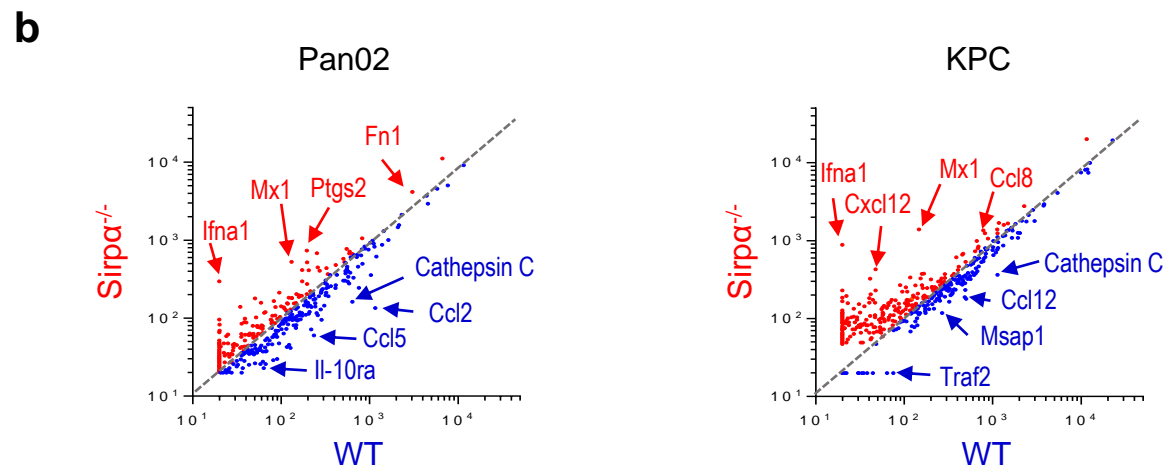 b
Pan02
Sirpα-/-
10⁴
10³
10²
10¹
10¹ 10² 10³ 10⁴
WT
Ifna1
Mx1
Ptgs2
Fn1
Cathepsin C
Ccl2
Ccl5
Il-10ra
KPC
Sirpα-/-
10⁴
10³
10²
10¹
10¹ 10² 10³ 10⁴
WT
Ifna1
Cxcl12
Mx1
Ccl8
Cathepsin C
Ccl12
Msap1
Traf2